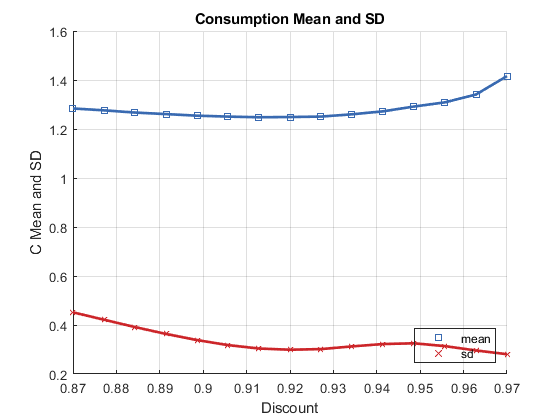 Consumption Mean and SD
1.6
1.4
1.2
1
0.8
0.6
0.4
0.2
C Mean and SD
mean
sd
0.87 0.88 0.89 0.9 0.91 0.92 0.93 0.94 0.95 0.96 0.97
Discount